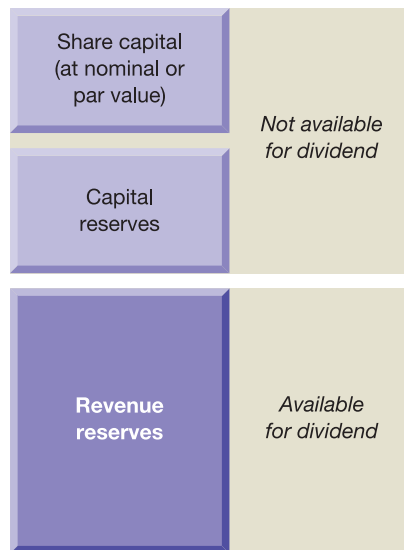 Share capital
(at nominal or
par value)
Not available
for dividend
Capital
reserves
Revenue
reserves
Available
for dividend